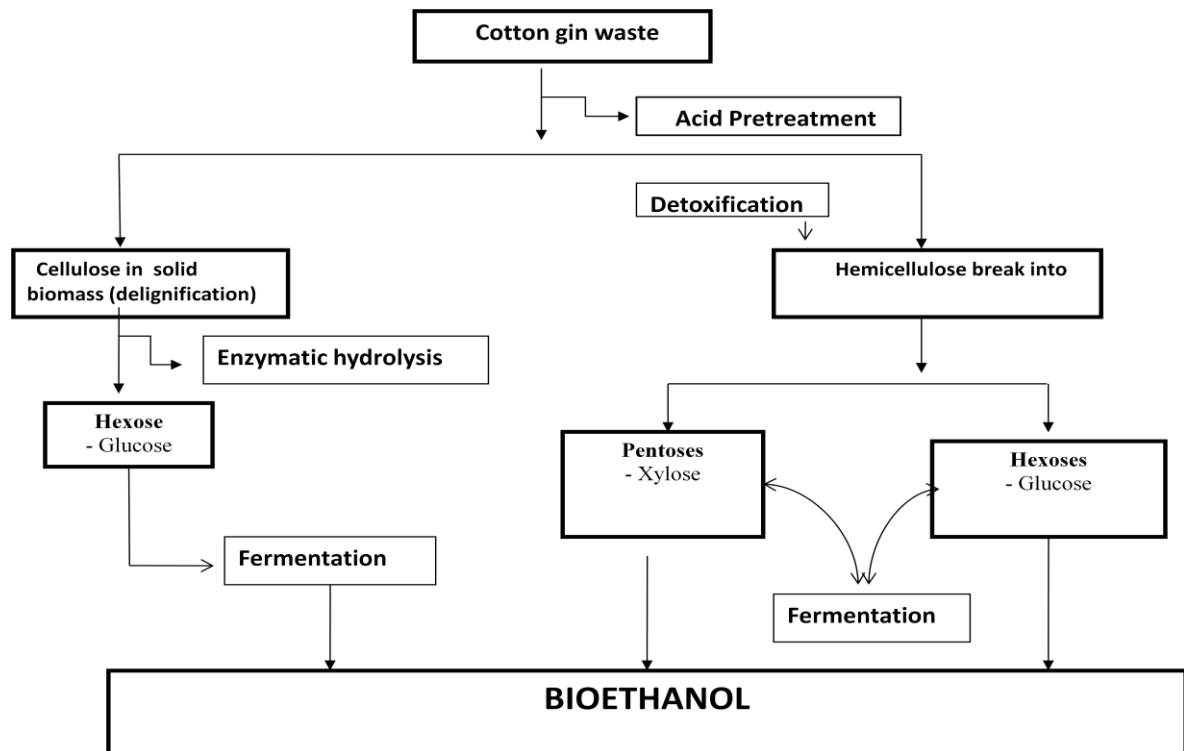 Cotton gin waste
Acid Pretreatment
Detoxification
Cellulose in solid
biomass (delignification)
Hemicellulose break into
Enzymatic hydrolysis
Hexose
- Glucose
Pentoses
- Xylose
Hexoses
- Glucose
Fermentation
Fermentation
BIOETHANOL